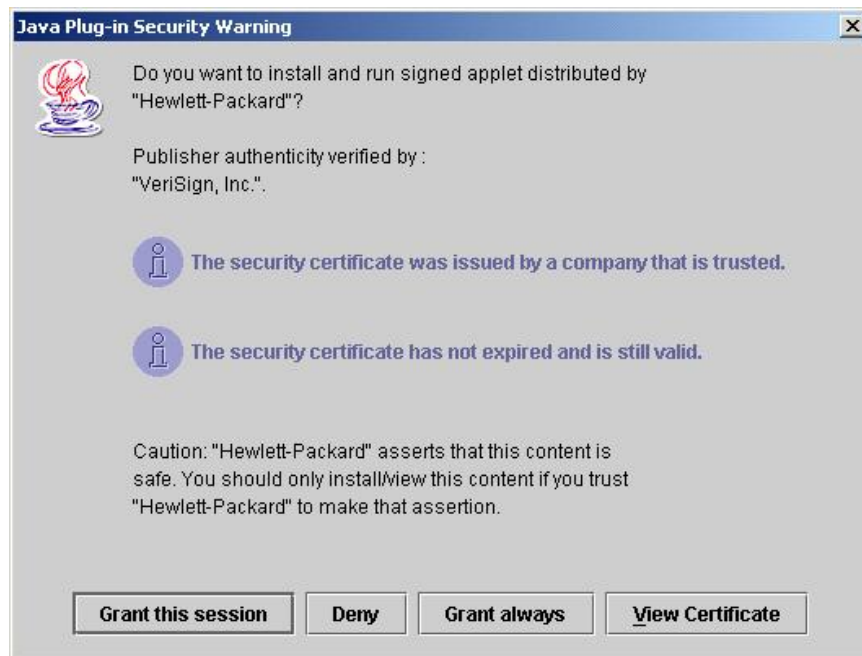 Java Plug-in Security Warning
Do you want to install and run signed applet distributed by
"Hewlett-Packard"?
Publisher authenticity verified by :
"VeriSign, Inc.".
The security certificate was issued by a company that is trusted.
The security certificate has not expired and is still valid.
Caution: "Hewlett-Packard" asserts that this content is
safe. You should only install/view this content if you trust
"Hewlett-Packard" to make that assertion.
Grant this session
Deny
Grant always
View Certificate